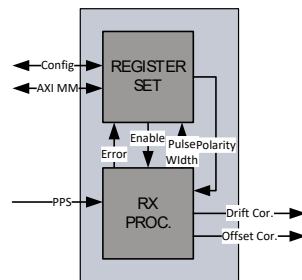 Config
AXI MM
REGISTER
SET
Enable
Error
Pulse
WIdth
Polarity
PPS
RX
PROC.
Drift Cor.
Offset Cor.